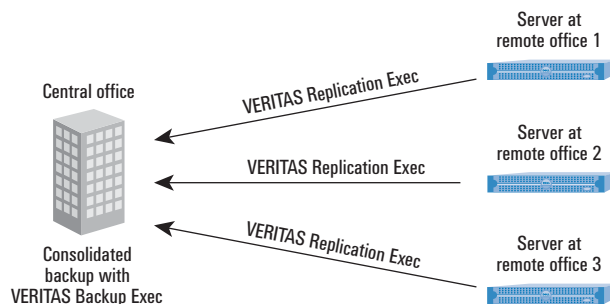 Central office
Consolidated
backup with
VERITAS Backup Exec
VERITAS Replication Exec
VERITAS Replication Exec
VERITAS Replication Exec
Server at
remote office 1
Server at
remote office 2
Server at
remote office 3